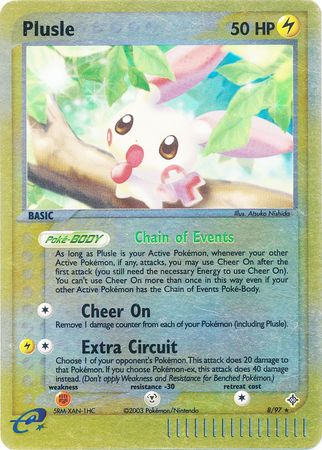 Plusle 50 HP
BASIC
Illus. Atsuko Nishida
Poké-BODY Chain of Events
As long as Plusle is your Active Pokémon, whenever your other
Active Pokémon, if any, attacks, you may use Cheer On after the
first attack (you still need the necessary Energy to use Cheer On).
You can't use Cheer On more than once in this way even if your
other Active Pokémon has the Chain of Events Poké-Body.
Cheer On
Remove 1 damage counter from each of your Pokémon (including Plusle).
Extra Circuit
Choose 1 of your opponent's Pokémon. This attack does 20 damage
to that Pokémon. If you choose Pokémon-ex, this attack does 40 damage
instead. (Don't apply Weakness and Resistance for Benched Pokémon.)
weakness resistance -30 retreat cost
5RM-XAN-1HC ©2003 Pokémon/Nintendo 8/97 ★
e